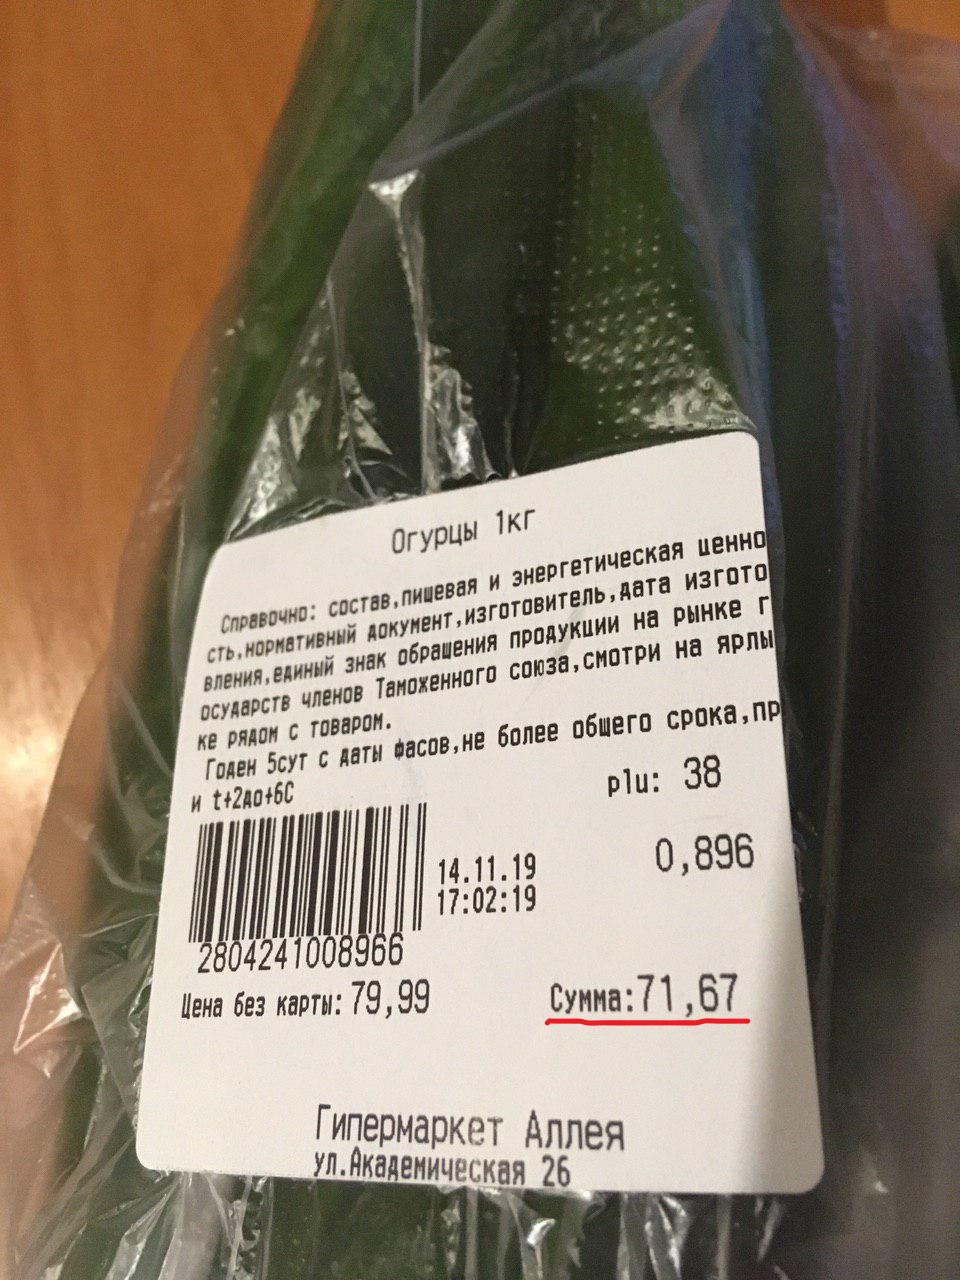 Огурцы 1кг
Справочно: состав,пищевая и энергетическая ценно
сть,нормативный документ,изготовитель,дата изгото
вления,единый знак обращения продукции на рынке г
осударств членов Таможенного союза,смотри на ярлы
ке рядом с товаром.
Годен 5сут с даты фасов,не более общего срока,пр
и t+2до+6С
plu: 38
14.11.19
0,896
17:02:19
2804241008966
Цена без карты: 79,99
Сумма:71,67
Гипермаркет Аллея
ул.Академическая 26